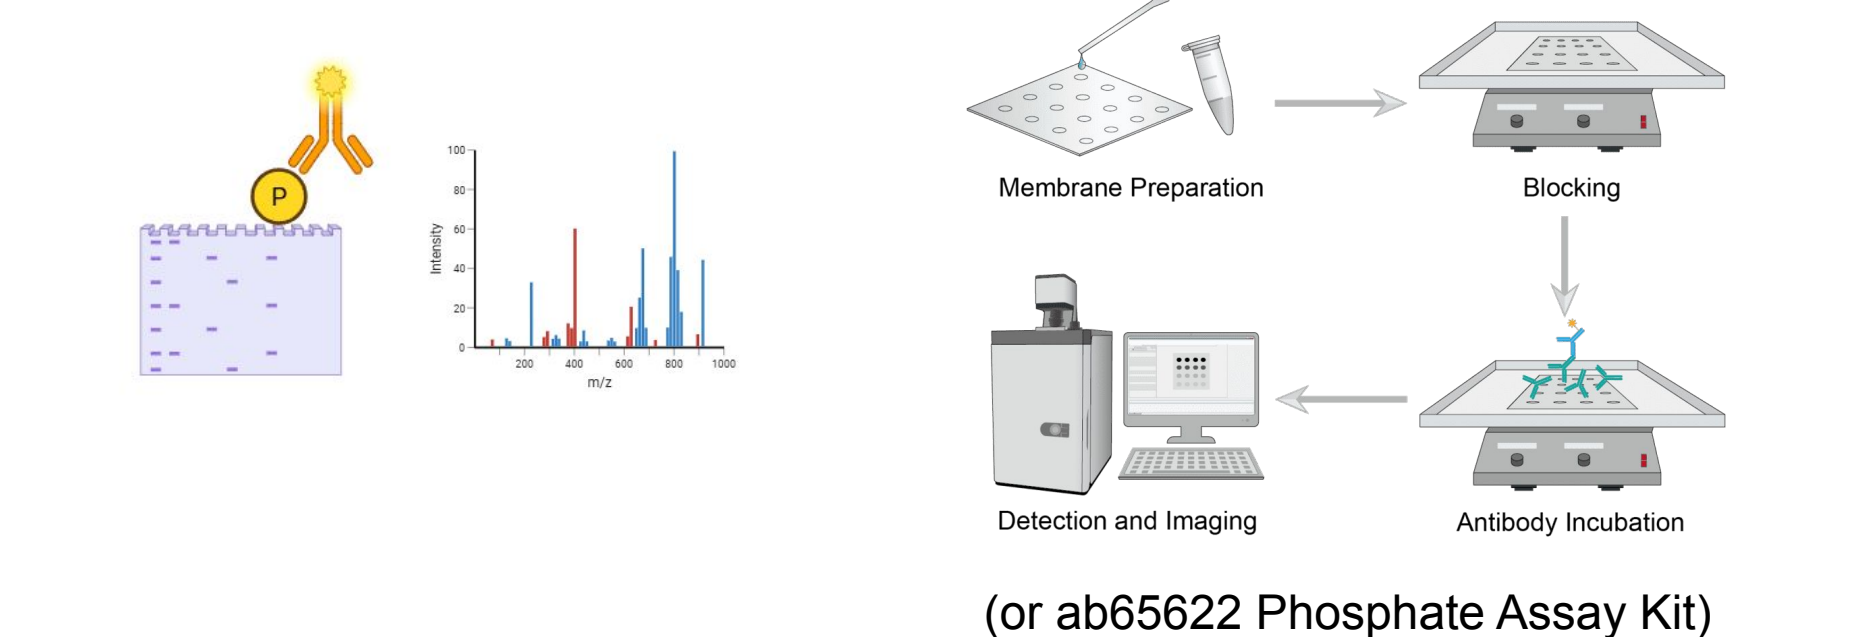 P
100
80
60
40
20
0
Intensity
200 400 600 800 1000
m/z
Membrane Preparation
Blocking
Detection and Imaging
Antibody Incubation
(or ab65622 Phosphate Assay Kit)